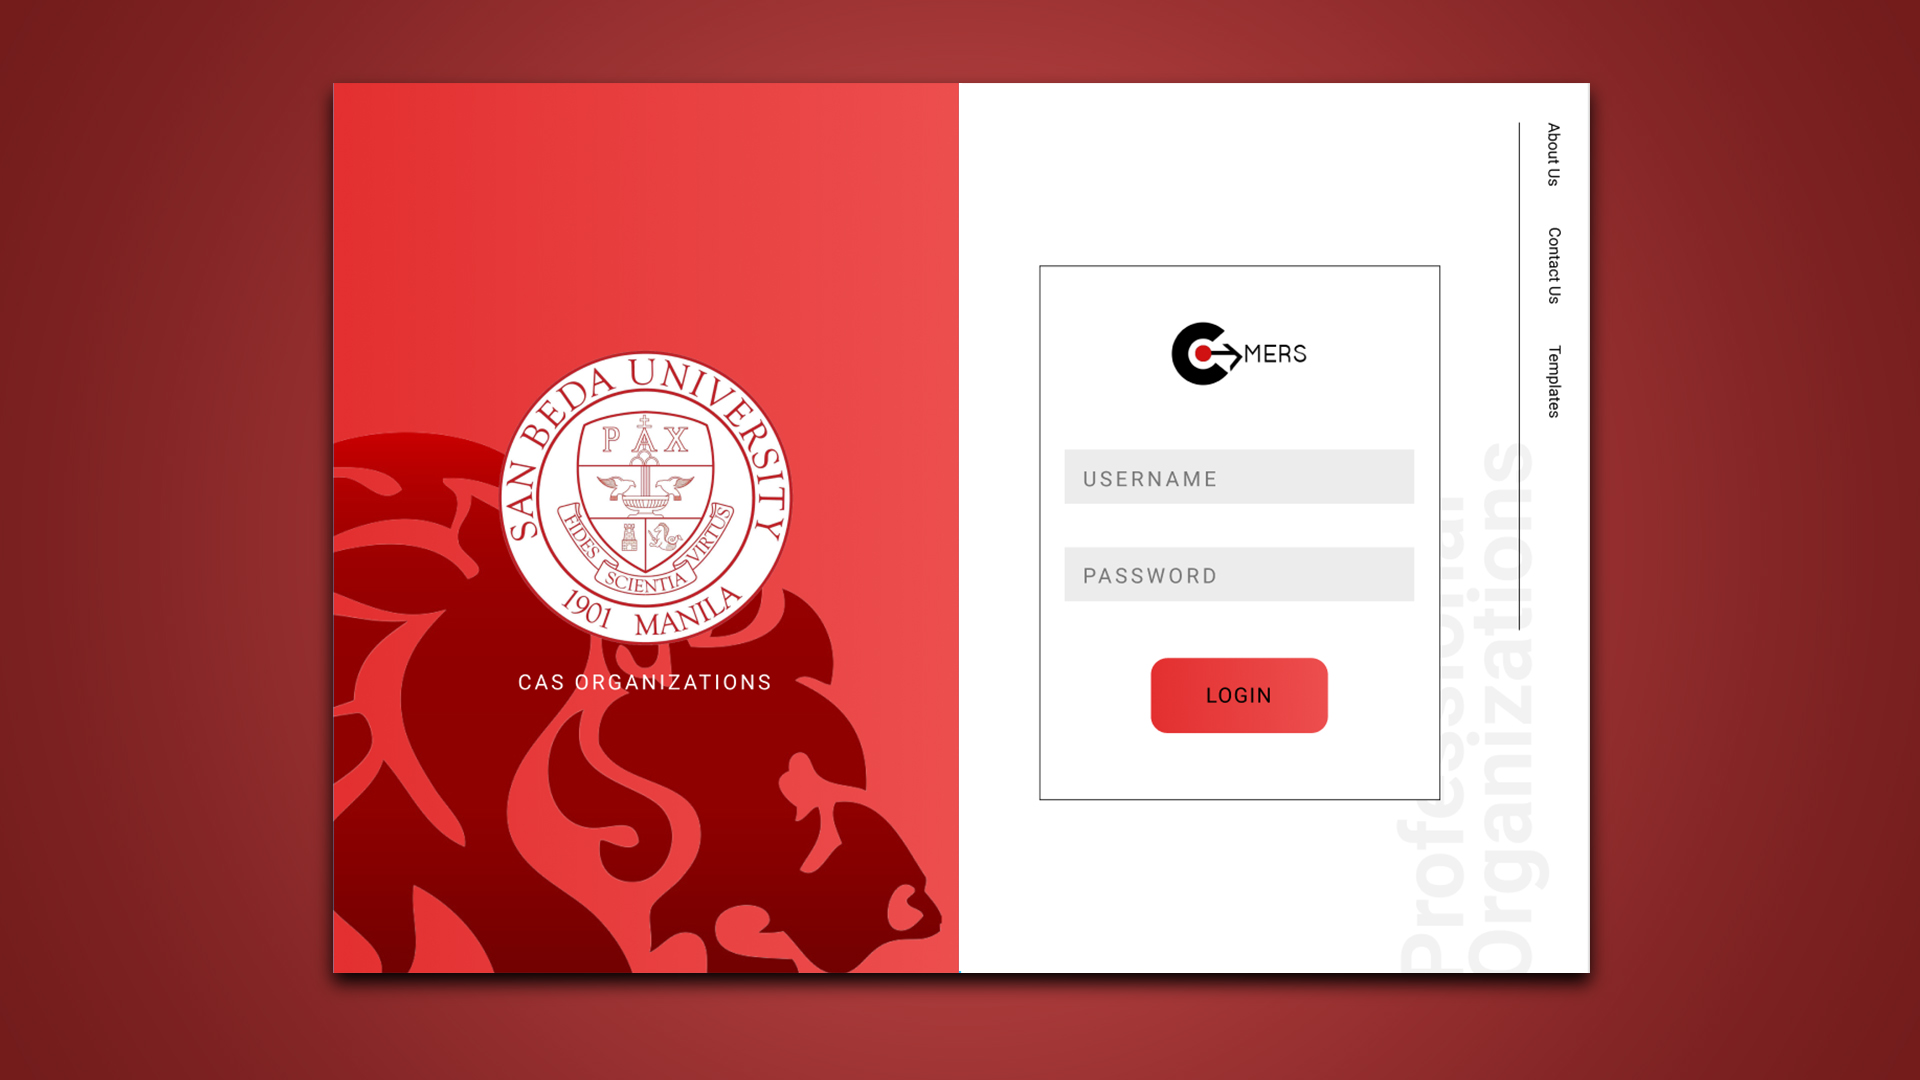 SAN BEDA UNIVERSITY
PAX
FIDES
SCIENTIA
VIRTUS
1901 MANILA
CAS ORGANIZATIONS
MERS
USERNAME
PASSWORD
LOGIN
About Us
Contact Us
Templates
Professional
Organizations